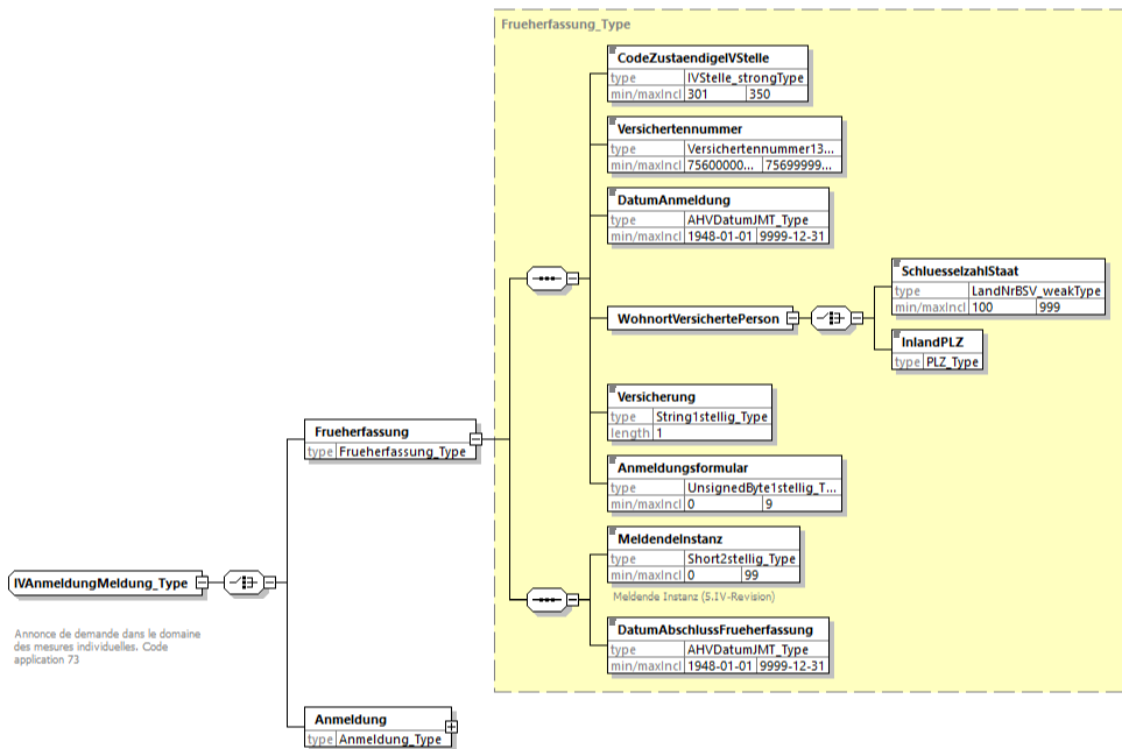 Frueherfassung_Type
CodeZustaendigeIVStelle
type IVStelle_strongType
min/maxIncl 301 350
Versichertennummer
type Versichertennummer13...
min/maxIncl 75600000... 75699999...
DatumAnmeldung
type AHVDatumJMT_Type
min/maxIncl 1948-01-01 9999-12-31
WohnortVersichertePerson
SchluesselzahlStaat
type LandNrBSV_weakType
min/maxIncl 100 999
InlandPLZ
type PLZ_Type
Versicherung
type String1stellig_Type
length 1
Anmeldungsformular
type UnsignedByte1stellig_T...
min/maxIncl 0 9
Frueherfassung
type Frueherfassung_Type
MeldendeInstanz
type Short2stellig_Type
min/maxIncl 0 99
Meldende Instanz (5.IV-Revision)
DatumAbschlussFrueherfassung
type AHVDatumJMT_Type
min/maxIncl 1948-01-01 9999-12-31
IVAnmeldungMeldung_Type
Annonce de demande dans le domaine
des mesures individuelles. Code
application 73
Anmeldung
type Anmeldung_Type